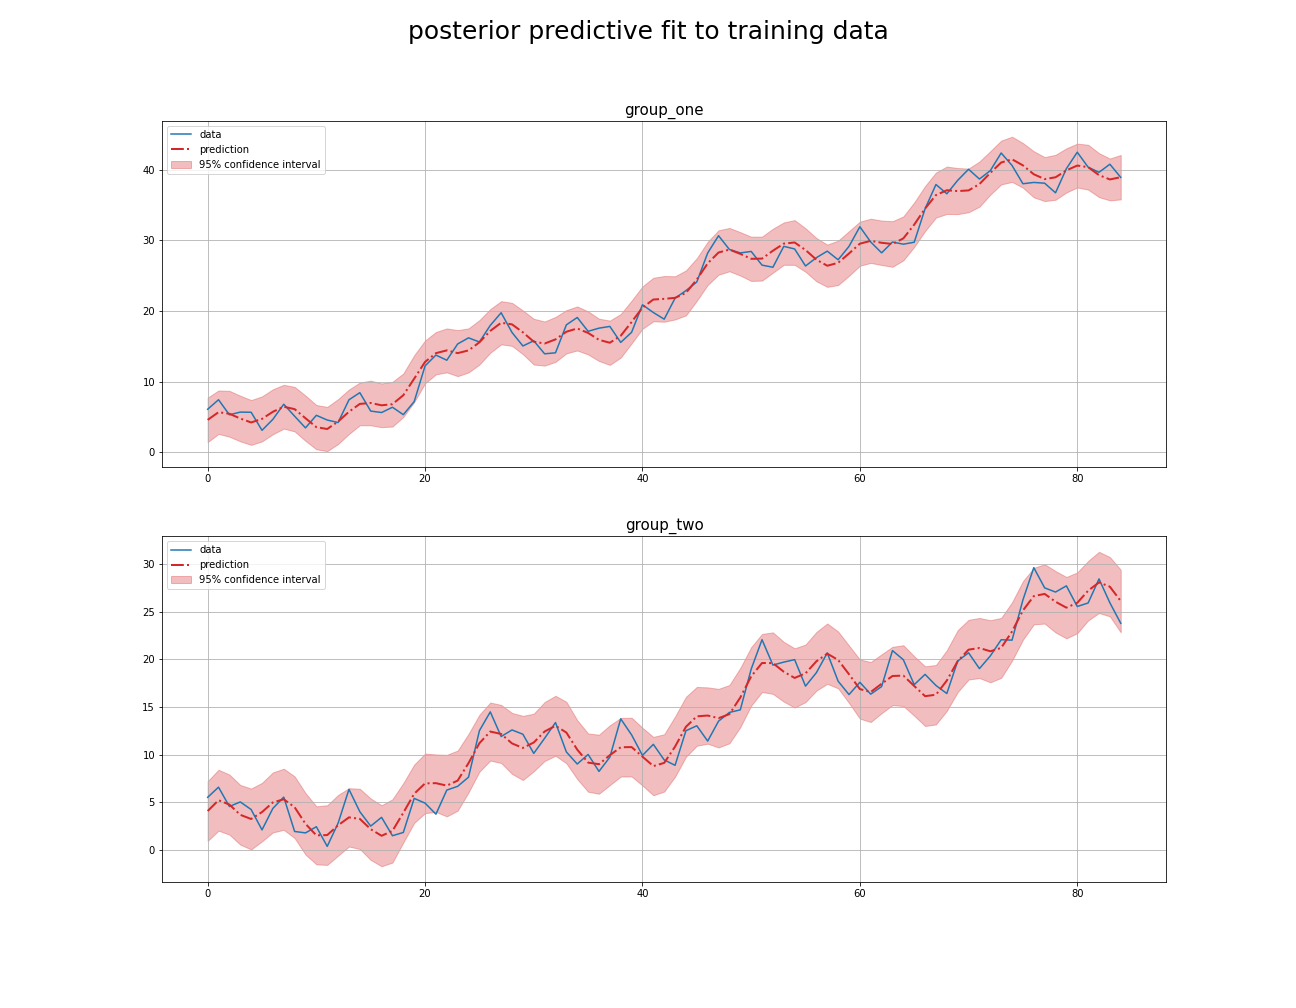 posterior predictive fit to training data
group_one
data
prediction
95% confidence interval
40
30
20
10
0
0 20 40 60 80
group_two
data
prediction
95% confidence interval
30
25
20
15
10
5
0
0 20 40 60 80